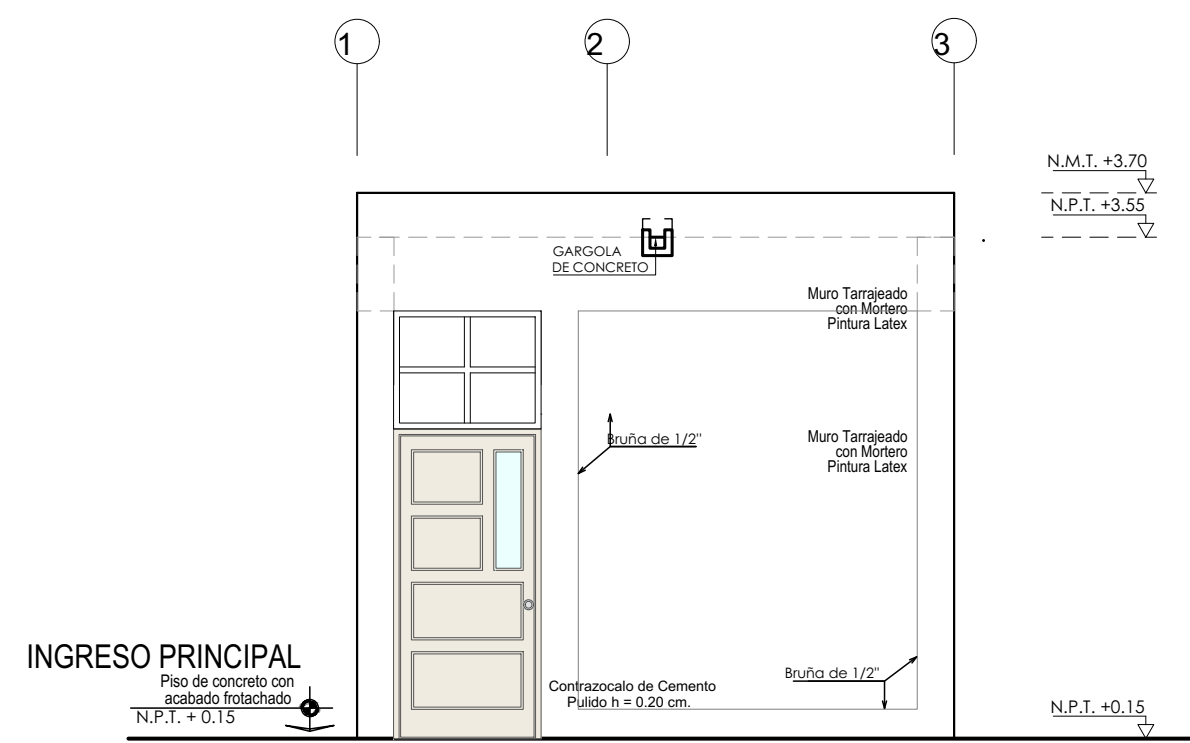 1
2
3
N.M.T. +3.70
N.P.T. +3.55
GARGOLA
DE CONCRETO
Muro Tarrajeado
con Mortero
Pintura Latex
Bruña de 1/2"
Muro Tarrajeado
con Mortero
Pintura Latex
INGRESO PRINCIPAL
Piso de concreto con
acabado frotachado
N.P.T. + 0.15
Contrazocalo de Cemento
Pulido h = 0.20 cm.
Bruña de 1/2"
N.P.T. +0.15